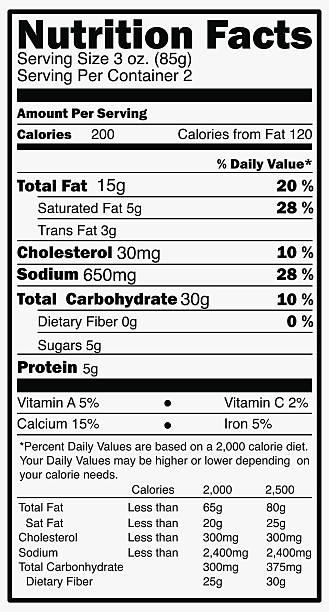 Nutrition Facts
Serving Size 3 oz. (85g)
Serving Per Container 2
Amount Per Serving
Calories 200 Calories from Fat 120
% Daily Value*
Total Fat 15g 20 %
Saturated Fat 5g 28 %
Trans Fat 3g
Cholesterol 30mg 10 %
Sodium 650mg 28 %
Total Carbohydrate 30g 10 %
Dietary Fiber 0g 0 %
Sugars 5g
Protein 5g
Vitamin A 5% ● Vitamin C 2%
Calcium 15% ● Iron 5%
*Percent Daily Values are based on a 2,000 calorie diet.
Your Daily Values may be higher or lower depending on
your calorie needs.
Calories 2,000 2,500
Total Fat Less than 65g 80g
Sat Fat Less than 20g 25g
Cholesterol Less than 300mg 300mg
Sodium Less than 2,400mg 2,400mg
Total Carbonhydrate 300mg 375mg
Dietary Fiber 25g 30g